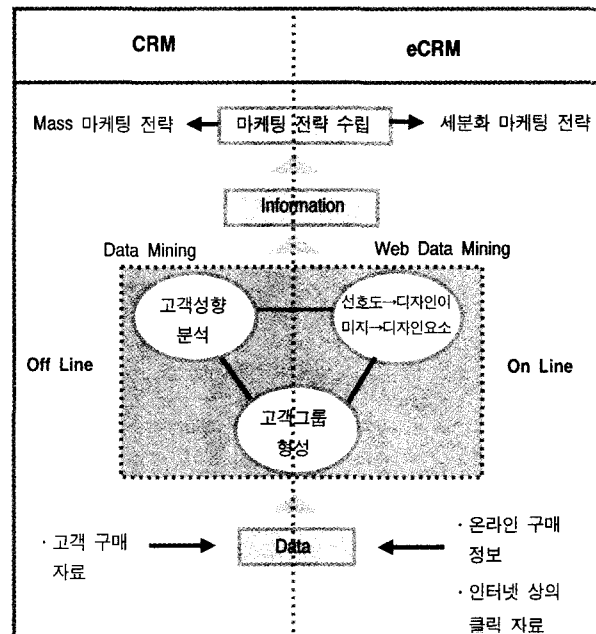 CRM
eCRM
Mass 마케팅 전략
마케팅 전략 수립
세분화 마케팅 전략
Information
Data Mining
Web Data Mining
고객성향
분석
선호도→디자인이
미지→디자인요소
Off Line
On Line
고객그룹
형성
· 고객 구매
자료
Data
· 온라인 구매
정보
· 인터넷 상의
클릭 자료